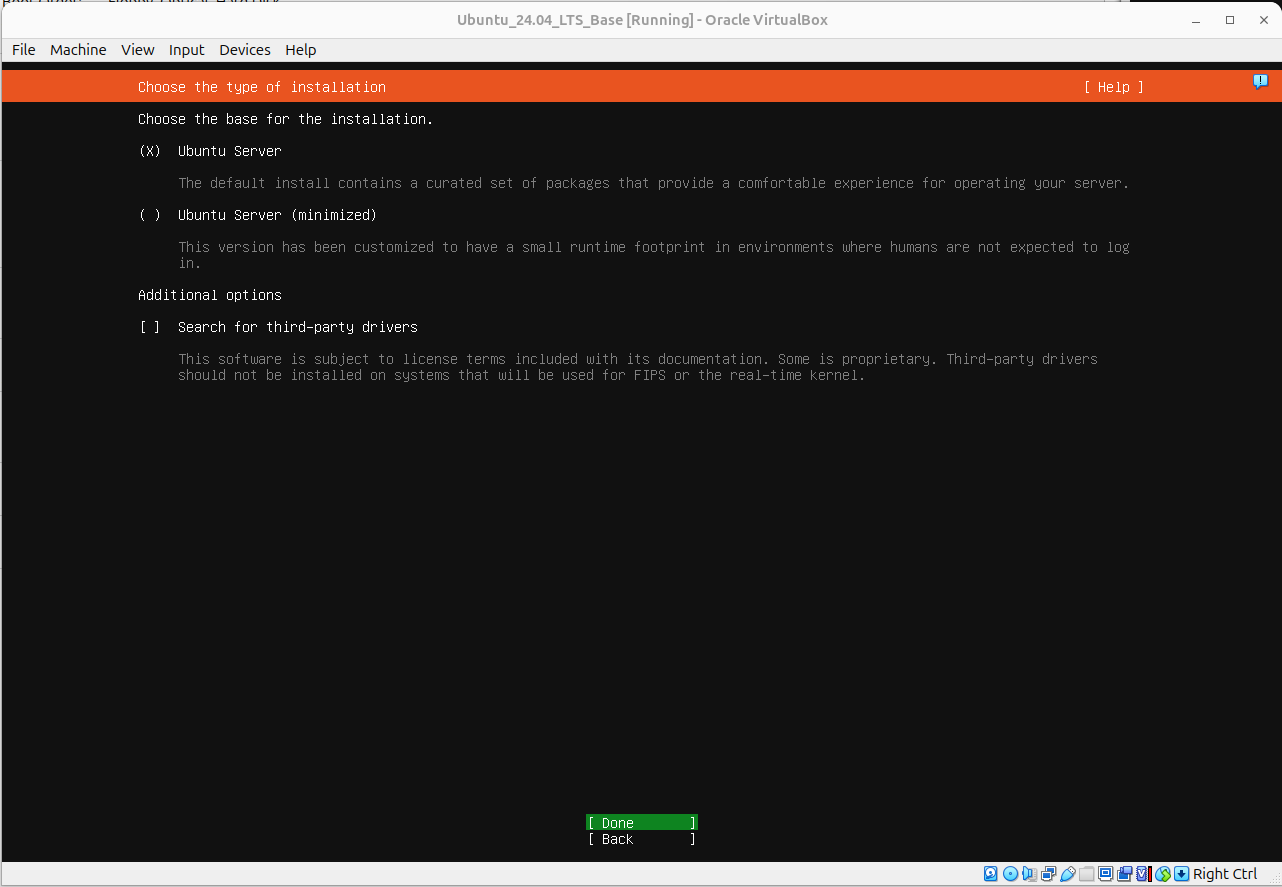 Ubuntu_24.04_LTS_Base [Running] - Oracle VirtualBox
File Machine View Input Devices Help
Choose the type of installation [ Help ]
Choose the base for the installation.
(X) Ubuntu Server
The default install contains a curated set of packages that provide a comfortable experience for operating your server.
( ) Ubuntu Server (minimized)
This version has been customized to have a small runtime footprint in environments where humans are not expected to log
in.
Additional options
[ ] Search for third-party drivers
This software is subject to license terms included with its documentation. Some is proprietary. Third-party drivers
should not be installed on systems that will be used for FIPS or the real-time kernel.
[ Done ]
[ Back ]
Right Ctrl